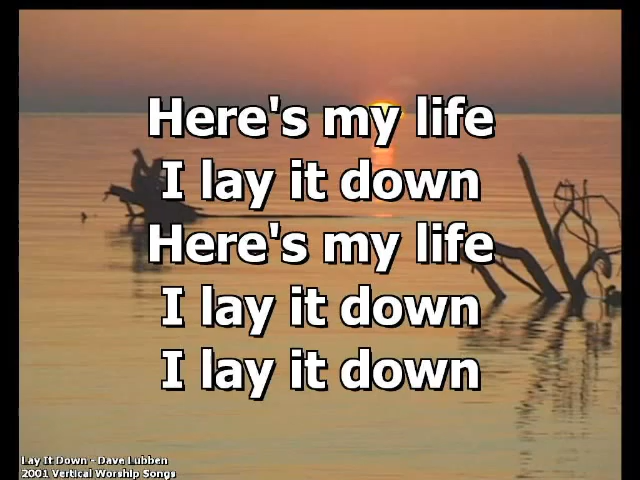 Here's my life
I lay it down
Here's my life
I lay it down
I lay it down
Lay It Down - Dave Lubben
2001 Vertical Worship Songs